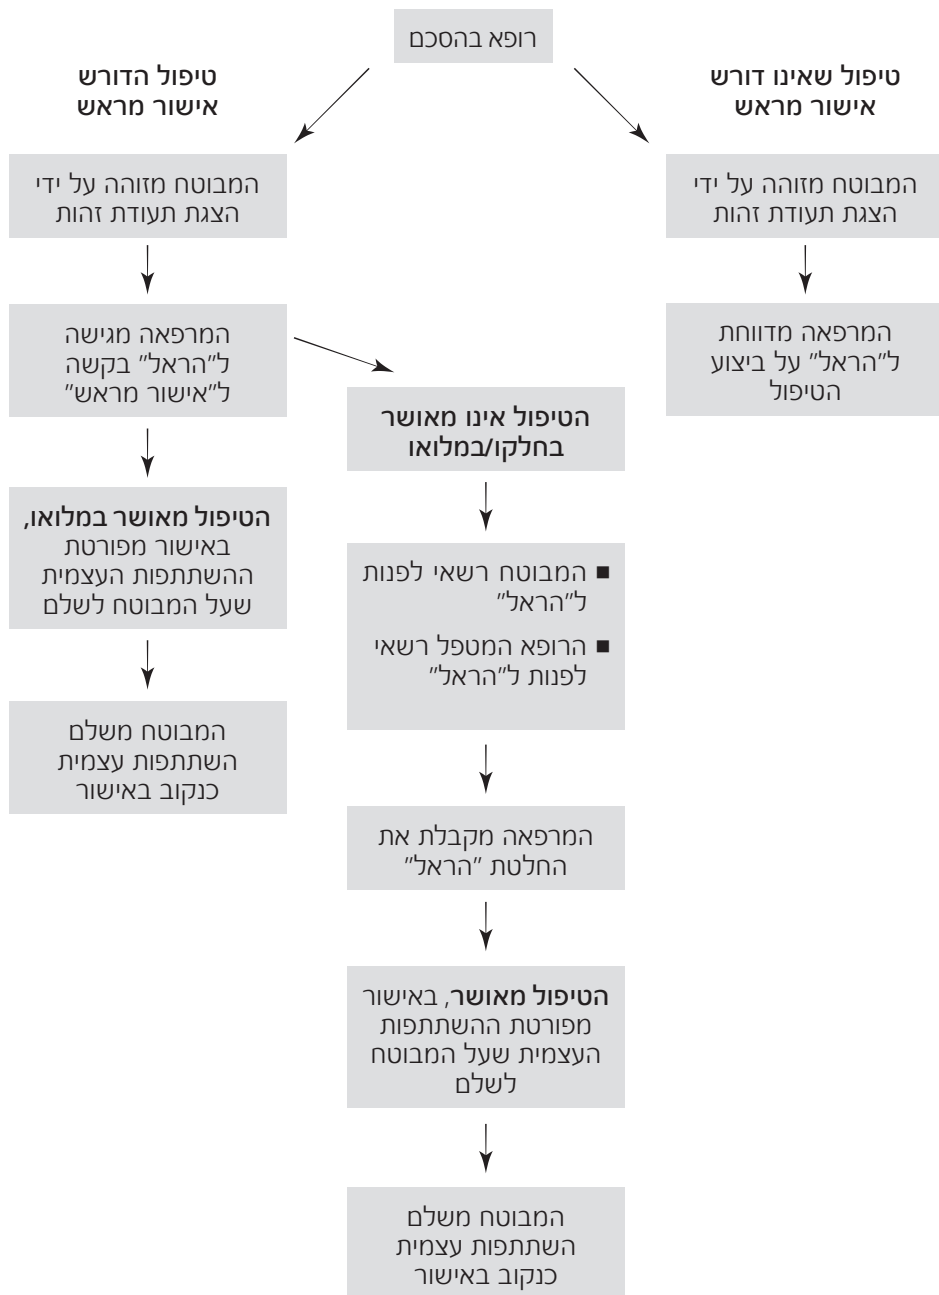 רופא בהסכם
טיפול שאינו דורש
אישור מראש
המבוטח מזוהה על ידי
הצגת תעודת זהות
המרפאה מדווחת
ל"הראל" על ביצוע
הטיפול
טיפול הדורש
אישור מראש
המבוטח מזוהה על ידי
הצגת תעודת זהות
המרפאה מגישה
ל"הראל" בקשה
ל"אישור מראש"
הטיפול מאושר במלואו,
באישור מפורטת
ההשתתפות העצמית
שעל המבוטח לשלם
המבוטח משלם
השתתפות עצמית
כנקוב באישור
הטיפול אינו מאושר
בחלקו/במלואו
■ המבוטח רשאי לפנות
ל"הראל"
■ הרופא המטפל רשאי
לפנות ל"הראל"
המרפאה מקבלת את
החלטת "הראל"
הטיפול מאושר, באישור
מפורטת ההשתתפות
העצמית שעל המבוטח
לשלם
המבוטח משלם
השתתפות עצמית
כנקוב באישור